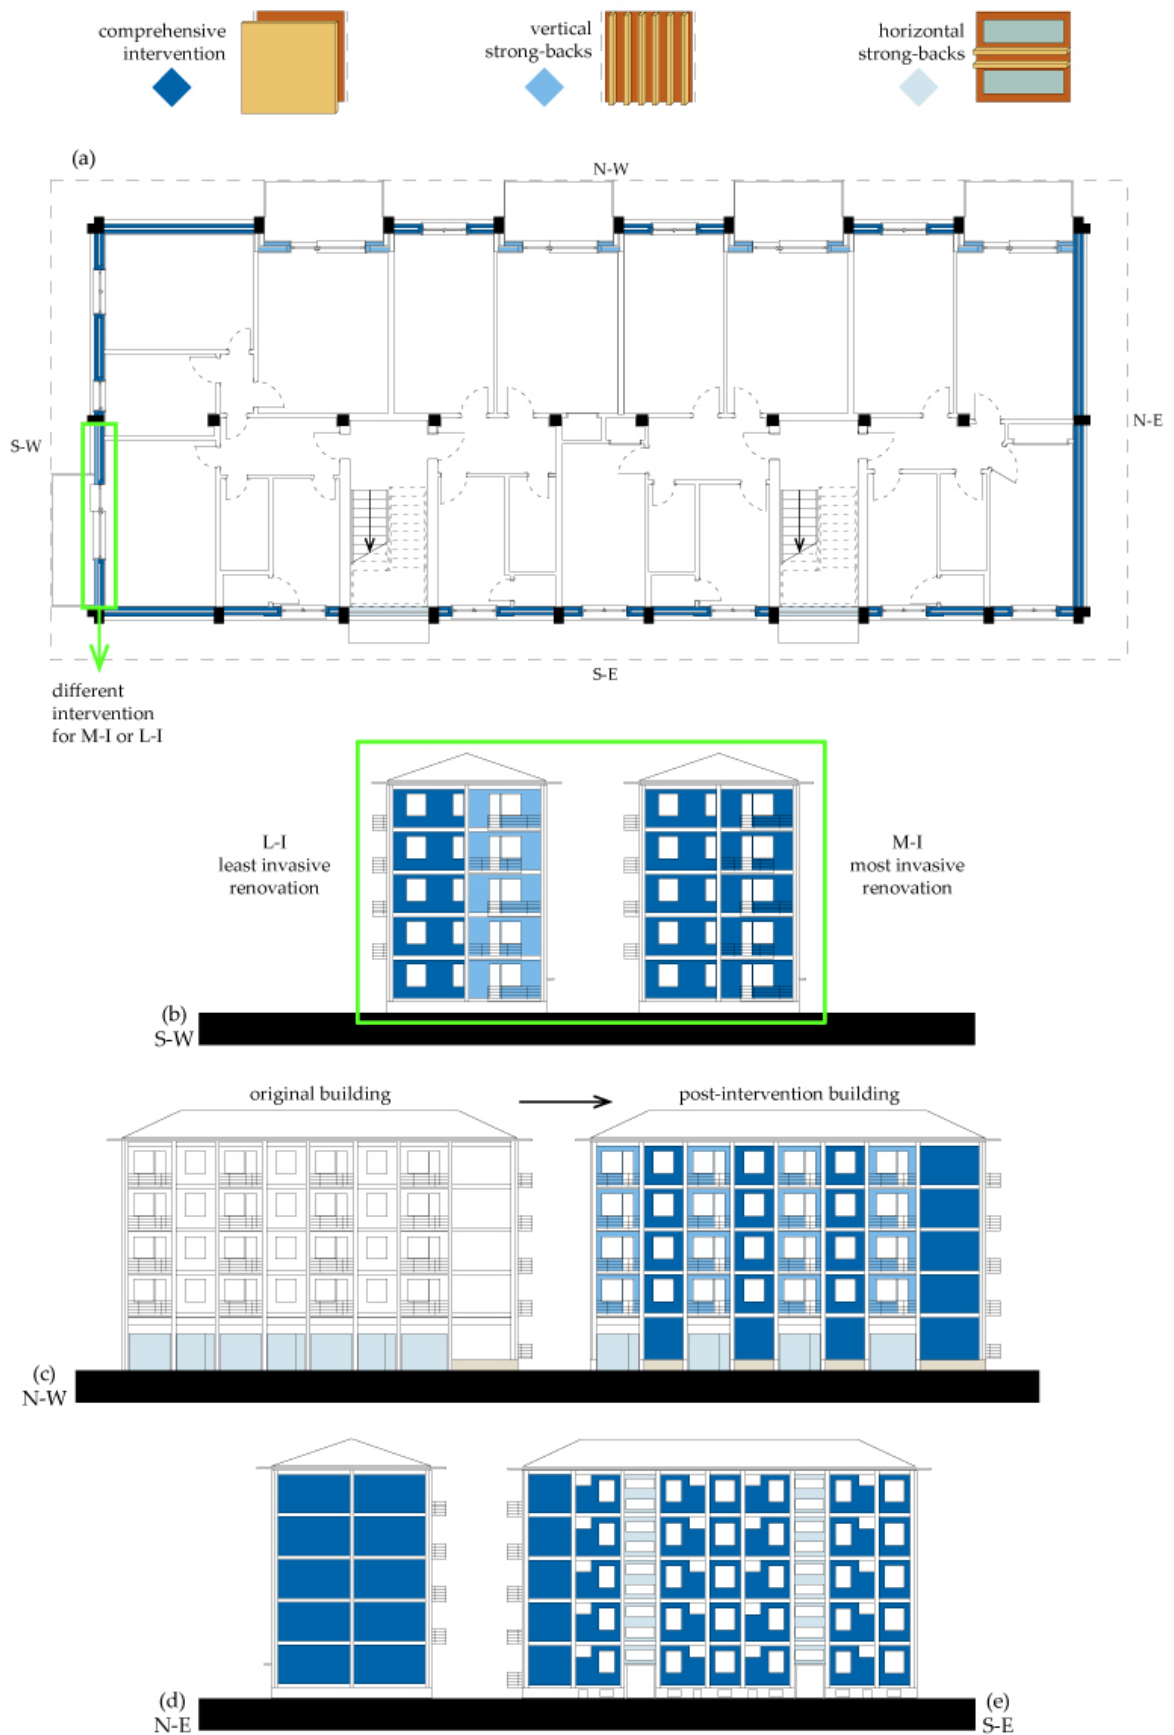 comprehensive
intervention
vertical
strong-backs
horizontal
strong-backs
(a)
N-W
S-W
N-E
S-E
different
intervention
for M-I or L-I
L-I
least invasive
renovation
M-I
most invasive
renovation
(b)
S-W
original building
post-intervention building
(c)
N-W
(d)
N-E
(e)
S-E